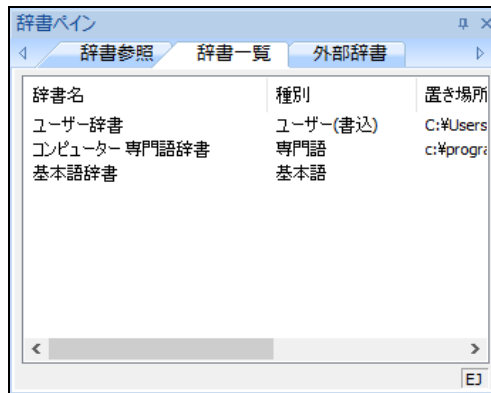 辞書ペイン
辞書参照 辞書一覧 外部辞書
辞書名 種別 置き場所
ユーザー辞書 ユーザー(書込) C:¥Users
コンピューター 専門語辞書 専門語 c:¥progra
基本語辞書 基本語
EJ